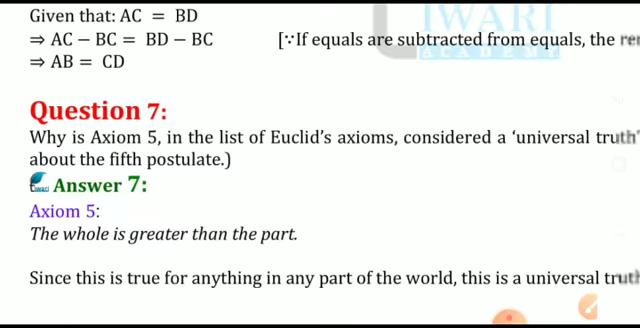 Given that: AC = BD
IWARI
⇒ AC − BC = BD − BC [∵If equals are subtracted from equals, the
ACADEMY
⇒ AB = CD
Question 7:
Why is Axiom 5, in the list of Euclid's axioms, considered a 'universal truth'
about the fifth postulate.)
Answer 7:
Axiom 5:
The whole is greater than the part.
Since this is true for anything in any part of the world, this is a universal